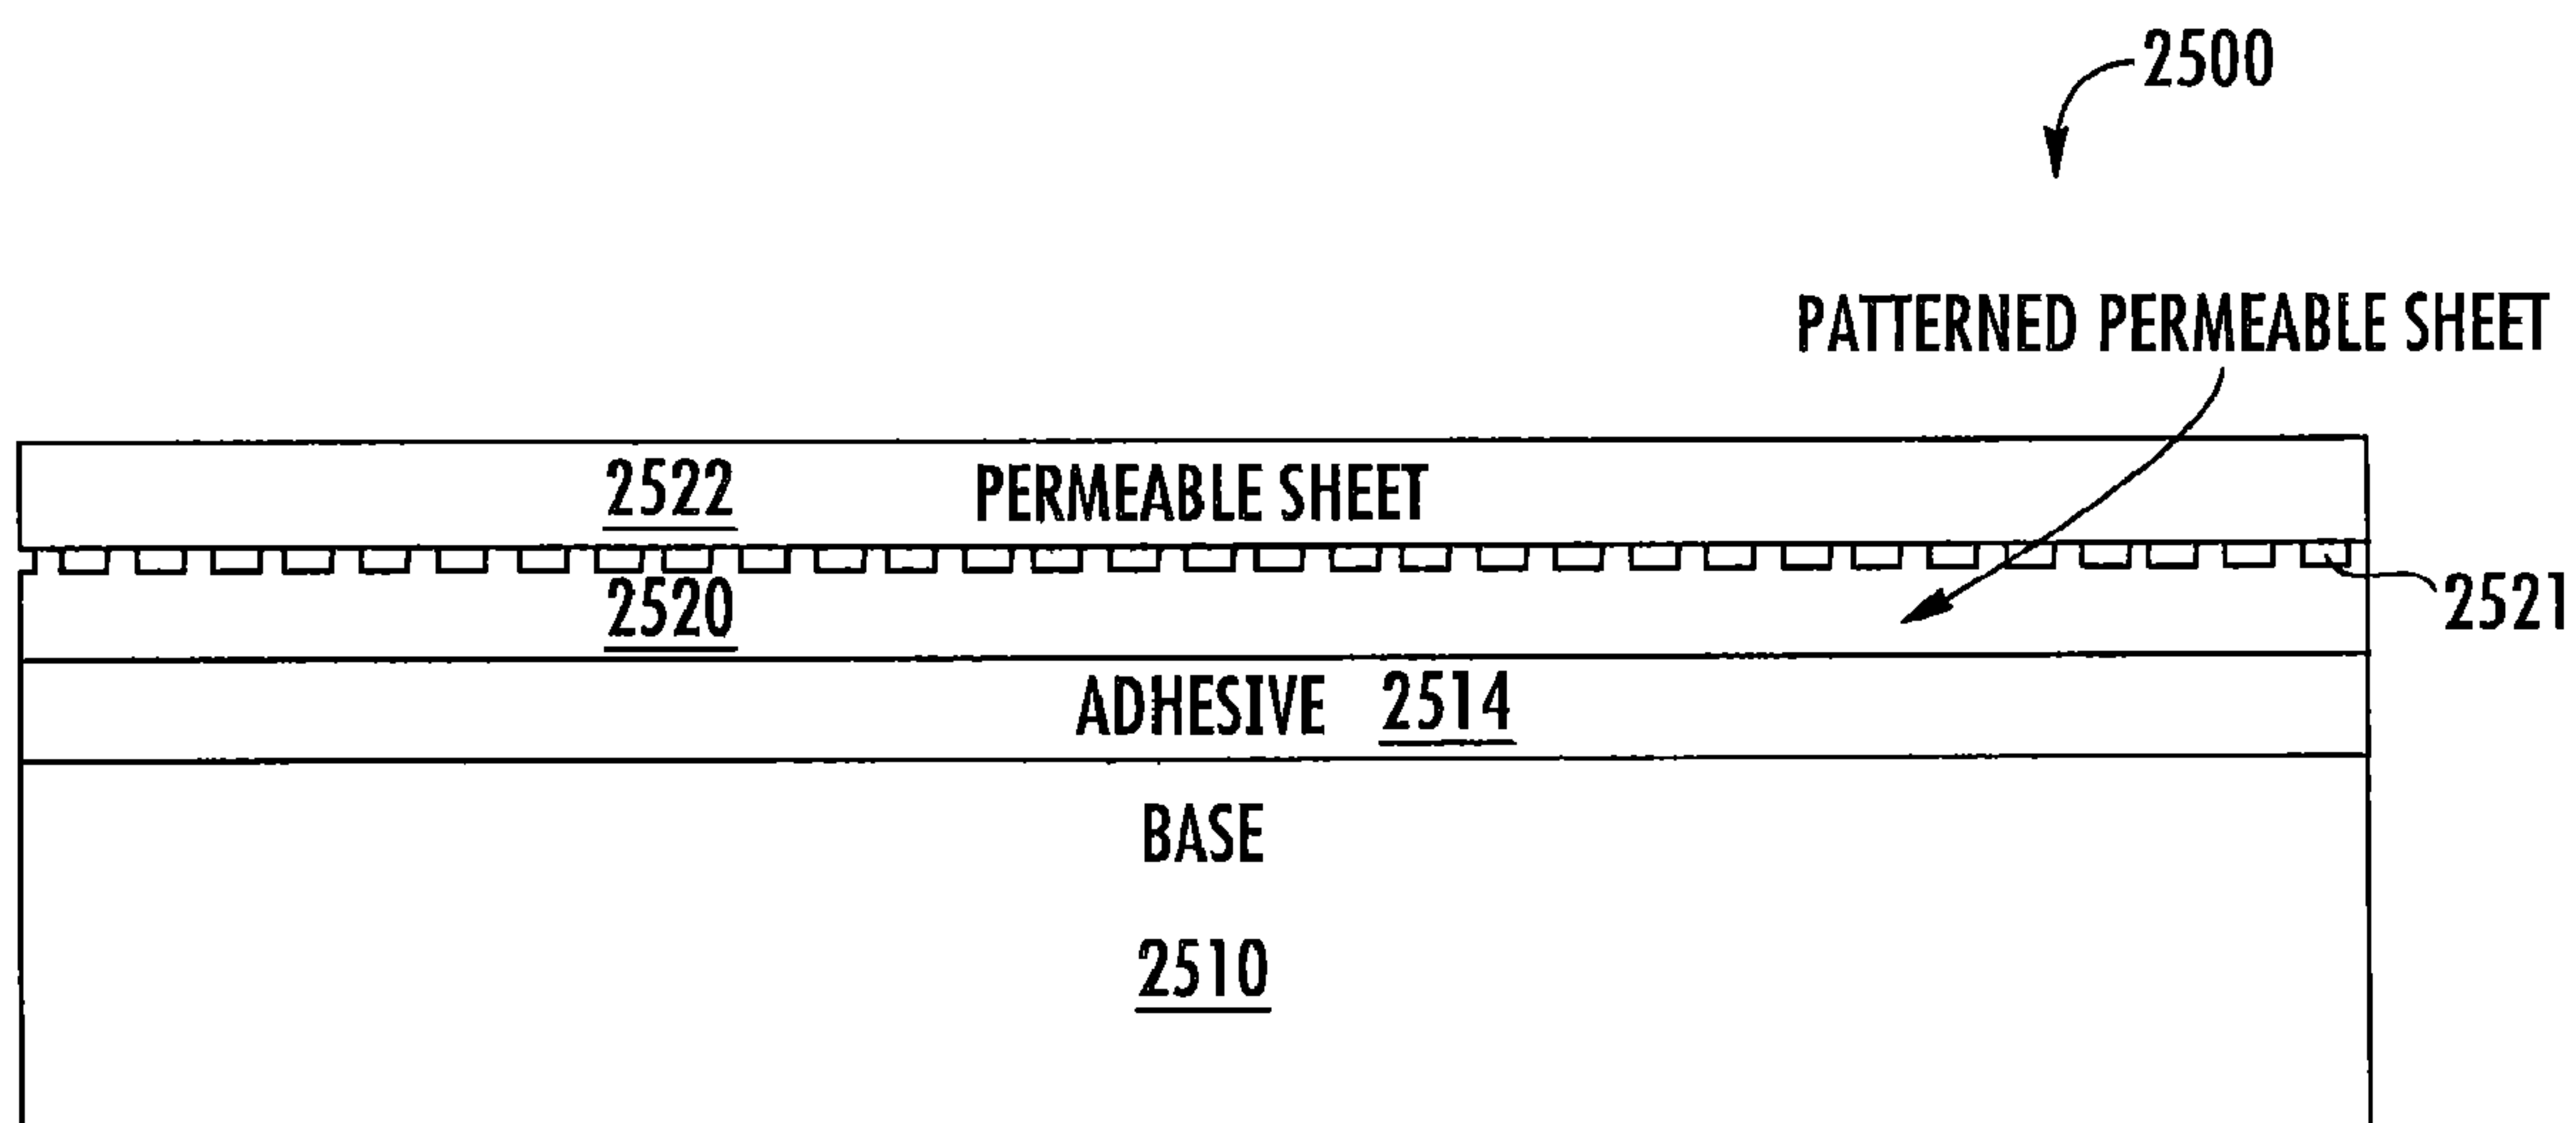 2500
PATTERNED PERMEABLE SHEET
2522 PERMEABLE SHEET
2520
2521
ADHESIVE 2514
BASE
2510